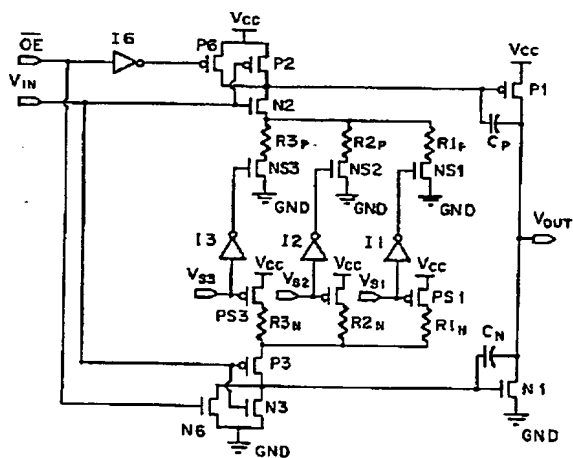 VCC
OE I6 P6 P2 VCC
VIN P1
N2 CP
R3P R2P R1P
NS3 NS2 NS1
GND GND GND
VOUT
I3 I2 I1
VCC VCC VCC
VS3 VS2 VS1
PS3 PS1
R3N R2N R1N
CN
P3
N3 N1
N6 GND GND